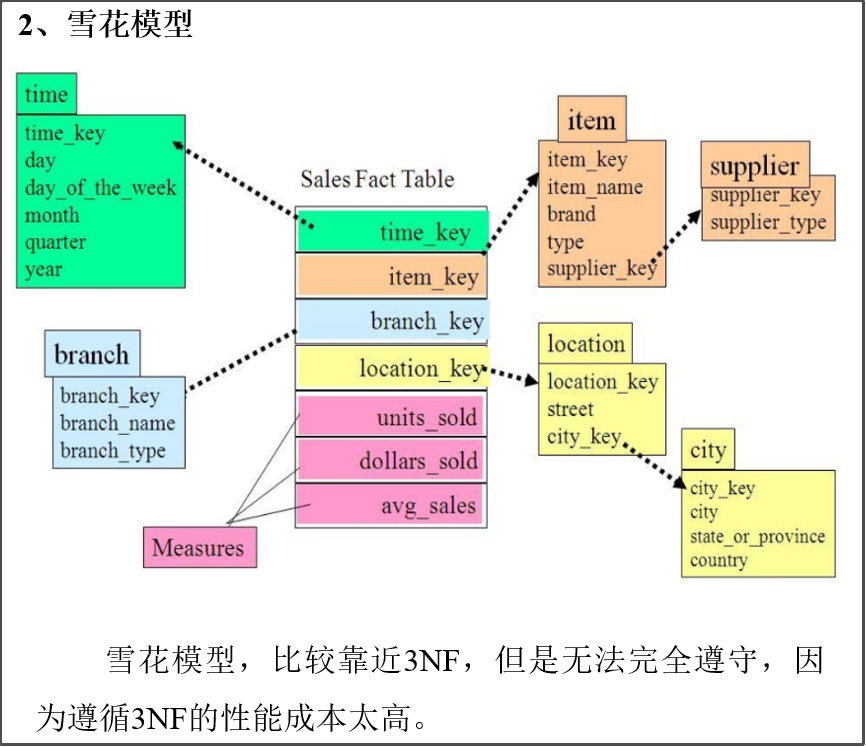 2、雪花模型
time
time_key
day
day_of_the_week
month
quarter
year
branch
branch_key
branch_name
branch_type
Sales Fact Table
time_key
item_key
branch_key
location_key
units_sold
dollars_sold
avg_sales
Measures
item
item_key
item_name
brand
type
supplier_key
supplier
supplier_key
supplier_type
location
location_key
street
city_key
city
city_key
city
state_or_province
country
雪花模型，比较靠近3NF，但是无法完全遵守，因
为遵循3NF的性能成本太高。